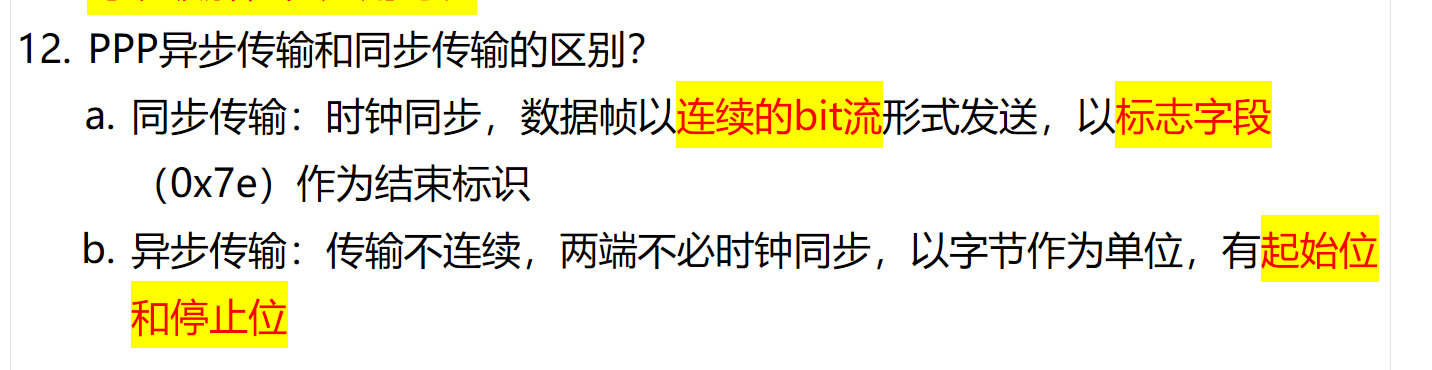 12. PPP异步传输和同步传输的区别?
a. 同步传输：时钟同步，数据帧以连续的bit流形式发送，以标志字段
（0x7e）作为结束标识
b. 异步传输：传输不连续，两端不必时钟同步，以字节作为单位，有起始位
和停止位